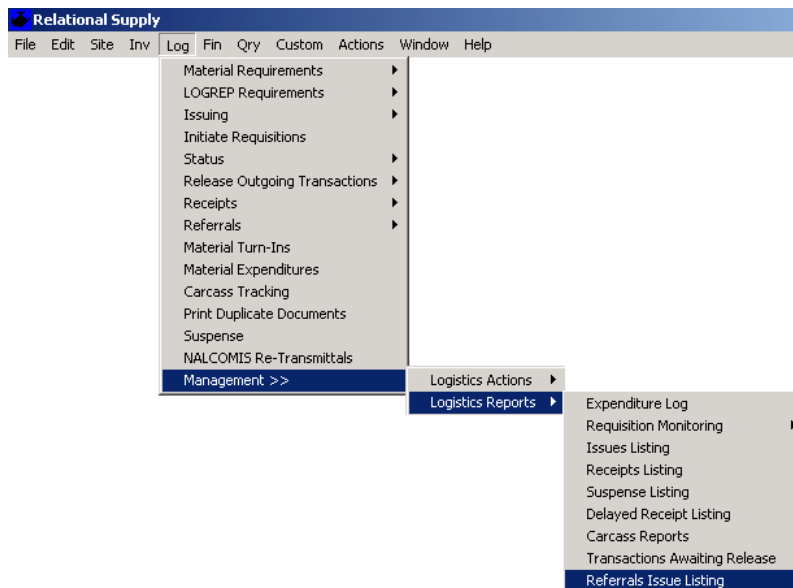 Relational Supply
File Edit Site Inv Log Fin Qry Custom Actions Window Help
Material Requirements
LOGREP Requirements
Issuing
Initiate Requisitions
Status
Release Outgoing Transactions
Receipts
Referrals
Material Turn-Ins
Material Expenditures
Carcass Tracking
Print Duplicate Documents
Suspense
NALCOMIS Re-Transmittals
Management >>
Logistics Actions
Logistics Reports
Expenditure Log
Requisition Monitoring
Issues Listing
Receipts Listing
Suspense Listing
Delayed Receipt Listing
Carcass Reports
Transactions Awaiting Release
Referrals Issue Listing